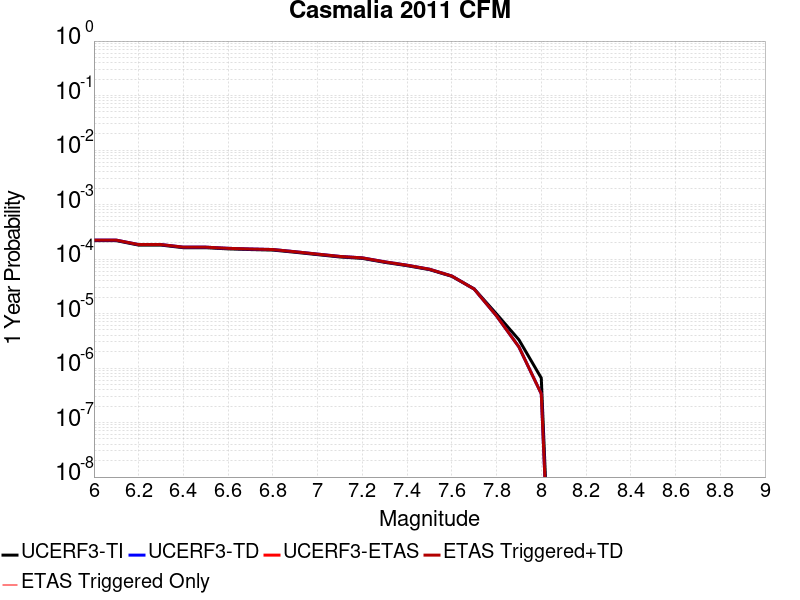 Casmalia 2011 CFM
10^0
10^-1
10^-2
10^-3
10^-4
10^-5
10^-6
10^-7
10^-8
1 Year Probability
6 6.2 6.4 6.6 6.8 7 7.2 7.4 7.6 7.8 8 8.2 8.4 8.6 8.8 9
Magnitude
UCERF3-TI UCERF3-TD UCERF3-ETAS ETAS Triggered+TD
ETAS Triggered Only